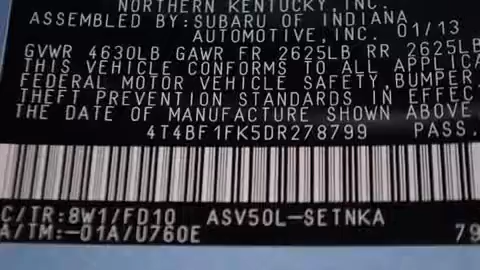 NORTHERN KENTUCKY, INC.
ASSEMBLED BY:SUBARU OF INDIANA
AUTOMOTIVE,INC. 01/13
GVWR 4630LB GAWR FR 2625LB RR 2625LB
THIS VEHICLE CONFORMS TO ALL APPLICA
FEDERAL MOTOR VEHICLE SAFETY,BUMPER,
THEFT PREVENTION STANDARDS IN EFFEC
THE DATE OF MANUFACTURE SHOWN ABOVE
4T4BF1FK5DR278799 PASS.
C/TR:8W1/FD10 ASV50L-SETNKA
A/TM:-01A/U760E 79